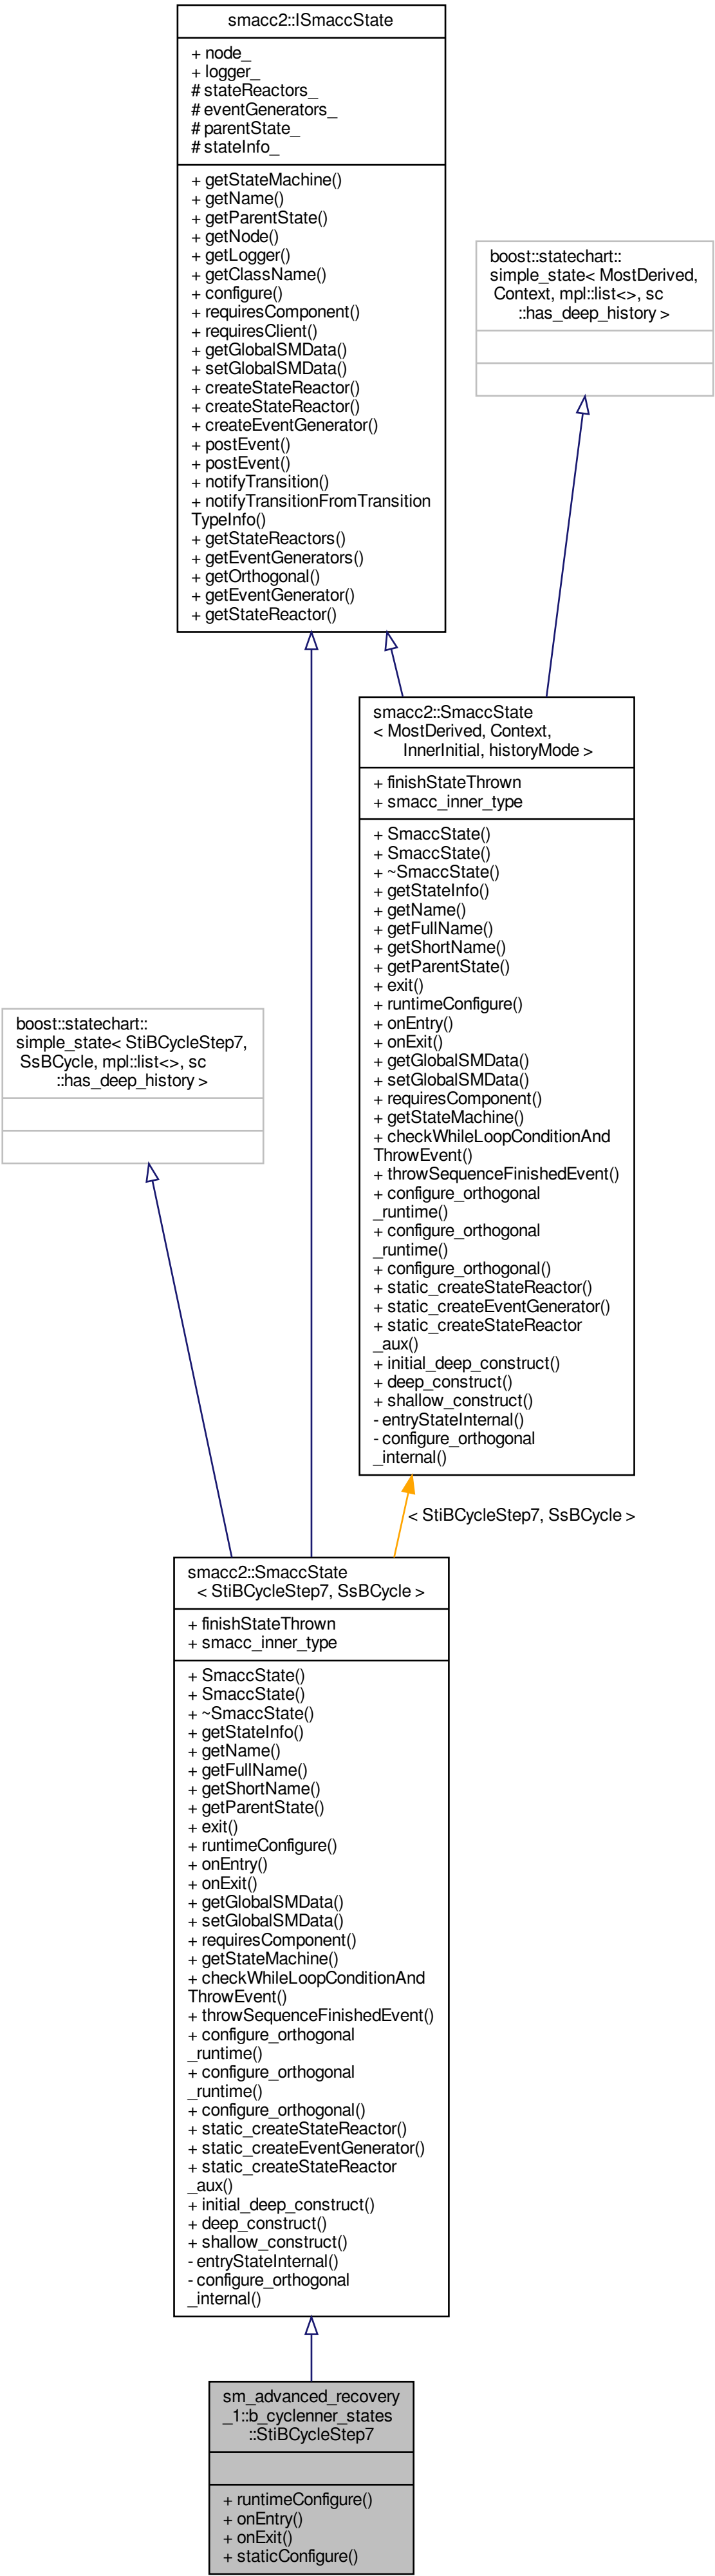 smacc2::ISmaccState
+ node_
+ logger_
# stateReactors_
# eventGenerators_
# parentState_
# stateInfo_
+ getStateMachine()
+ getName()
+ getParentState()
+ getNode()
+ getLogger()
+ getClassName()
+ configure()
+ requiresComponent()
+ requiresClient()
+ getGlobalSMData()
+ setGlobalSMData()
+ createStateReactor()
+ createStateReactor()
+ createEventGenerator()
+ postEvent()
+ postEvent()
+ notifyTransition()
+ notifyTransitionFromTransition
TypeInfo()
+ getStateReactors()
+ getEventGenerators()
+ getOrthogonal()
+ getEventGenerator()
+ getStateReactor()
boost::statechart::
simple_state< MostDerived,
Context, mpl::list<>, sc
::has_deep_history >
smacc2::SmaccState
< MostDerived, Context,
InnerInitial, historyMode >
+ finishStateThrown
+ smacc_inner_type
+ SmaccState()
+ SmaccState()
+ ~SmaccState()
+ getStateInfo()
+ getName()
+ getFullName()
+ getShortName()
+ getParentState()
+ exit()
+ runtimeConfigure()
+ onEntry()
+ onExit()
+ getGlobalSMData()
+ setGlobalSMData()
+ requiresComponent()
+ getStateMachine()
+ checkWhileLoopConditionAnd
ThrowEvent()
+ throwSequenceFinishedEvent()
+ configure_orthogonal
_runtime()
+ configure_orthogonal
_runtime()
+ configure_orthogonal()
+ static_createStateReactor()
+ static_createEventGenerator()
+ static_createStateReactor
_aux()
+ initial_deep_construct()
+ deep_construct()
+ shallow_construct()
- entryStateInternal()
- configure_orthogonal
_internal()
boost::statechart::
simple_state< StiBCycleStep7,
SsBCycle, mpl::list<>, sc
::has_deep_history >
< StiBCycleStep7, SsBCycle >
smacc2::SmaccState
< StiBCycleStep7, SsBCycle >
+ finishStateThrown
+ smacc_inner_type
+ SmaccState()
+ SmaccState()
+ ~SmaccState()
+ getStateInfo()
+ getName()
+ getFullName()
+ getShortName()
+ getParentState()
+ exit()
+ runtimeConfigure()
+ onEntry()
+ onExit()
+ getGlobalSMData()
+ setGlobalSMData()
+ requiresComponent()
+ getStateMachine()
+ checkWhileLoopConditionAnd
ThrowEvent()
+ throwSequenceFinishedEvent()
+ configure_orthogonal
_runtime()
+ configure_orthogonal
_runtime()
+ configure_orthogonal()
+ static_createStateReactor()
+ static_createEventGenerator()
+ static_createStateReactor
_aux()
+ initial_deep_construct()
+ deep_construct()
+ shallow_construct()
- entryStateInternal()
- configure_orthogonal
_internal()
sm_advanced_recovery
_1::b_cyclenner_states
::StiBCycleStep7
+ runtimeConfigure()
+ onEntry()
+ onExit()
+ staticConfigure()